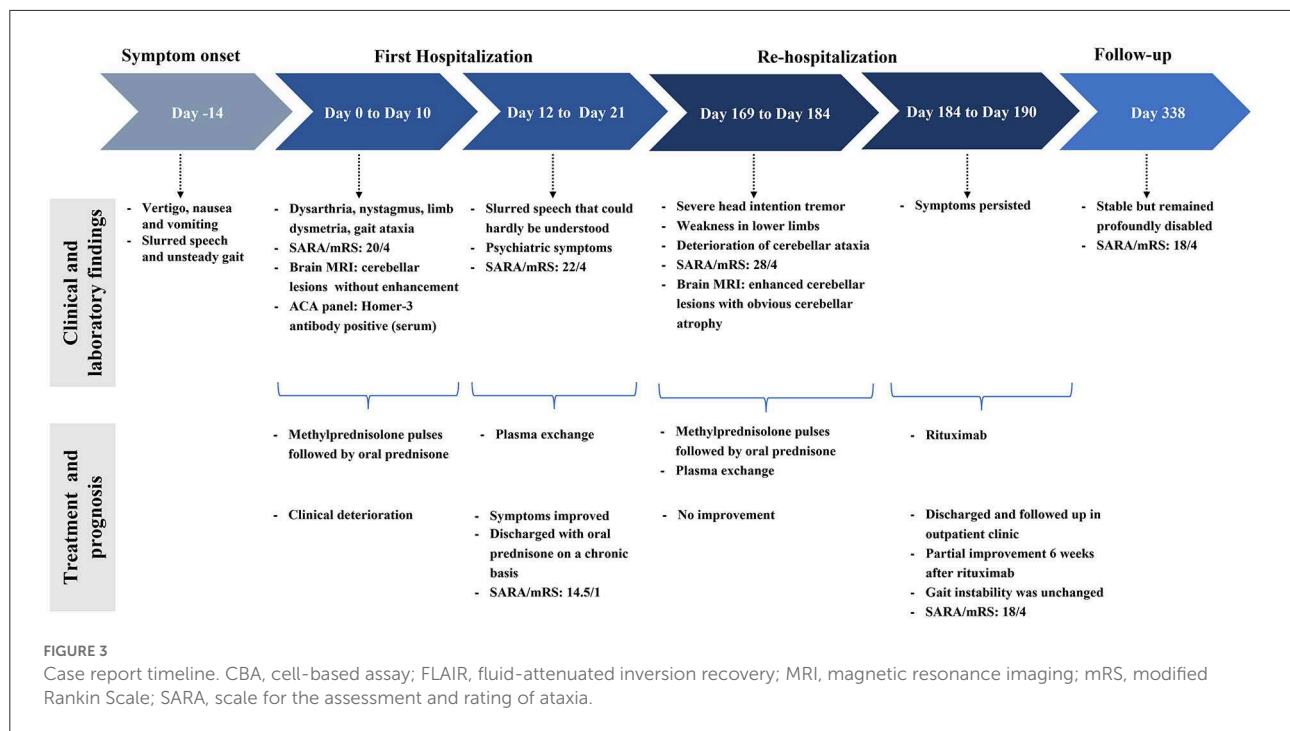 Symptom onset
First Hospitalization
Re-hospitalization
Follow-up
Day -14
Day 0 to Day 10
Day 12 to Day 21
Day 169 to Day 184
Day 184 to Day 190
Day 338
Clinical and
laboratory findings
- Vertigo, nausea
and vomiting
- Slurred speech
and unsteady gait
- Dysarthria, nystagmus, limb
dysmetria, gait ataxia
- SARA/mRS: 20/4
- Brain MRI: cerebellar
lesions without enhancement
- ACA panel: Homer-3
antibody positive (serum)
- Slurred speech that could
hardly be understood
- Psychiatric symptoms
- SARA/mRS: 22/4
- Severe head intention tremor
- Weakness in lower limbs
- Deterioration of cerebellar ataxia
- SARA/mRS: 28/4
- Brain MRI: enhanced cerebellar
lesions with obvious cerebellar
atrophy
- Symptoms persisted
- Stable but remained
profoundly disabled
- SARA/mRS: 18/4
Treatment and
prognosis
- Methylprednisolone pulses
followed by oral prednisone
- Clinical deterioration
- Plasma exchange
- Symptoms improved
- Discharged with oral
prednisone on a chronic
basis
- SARA/mRS: 14.5/1
- Methylprednisolone pulses
followed by oral prednisone
- Plasma exchange
- No improvement
- Rituximab
- Discharged and followed up in
outpatient clinic
- Partial improvement 6 weeks
after rituximab
- Gait instability was unchanged
- SARA/mRS: 18/4
FIGURE 3
Case report timeline. CBA, cell-based assay; FLAIR, fluid-attenuated inversion recovery; MRI, magnetic resonance imaging; mRS, modified
Rankin Scale; SARA, scale for the assessment and rating of ataxia.